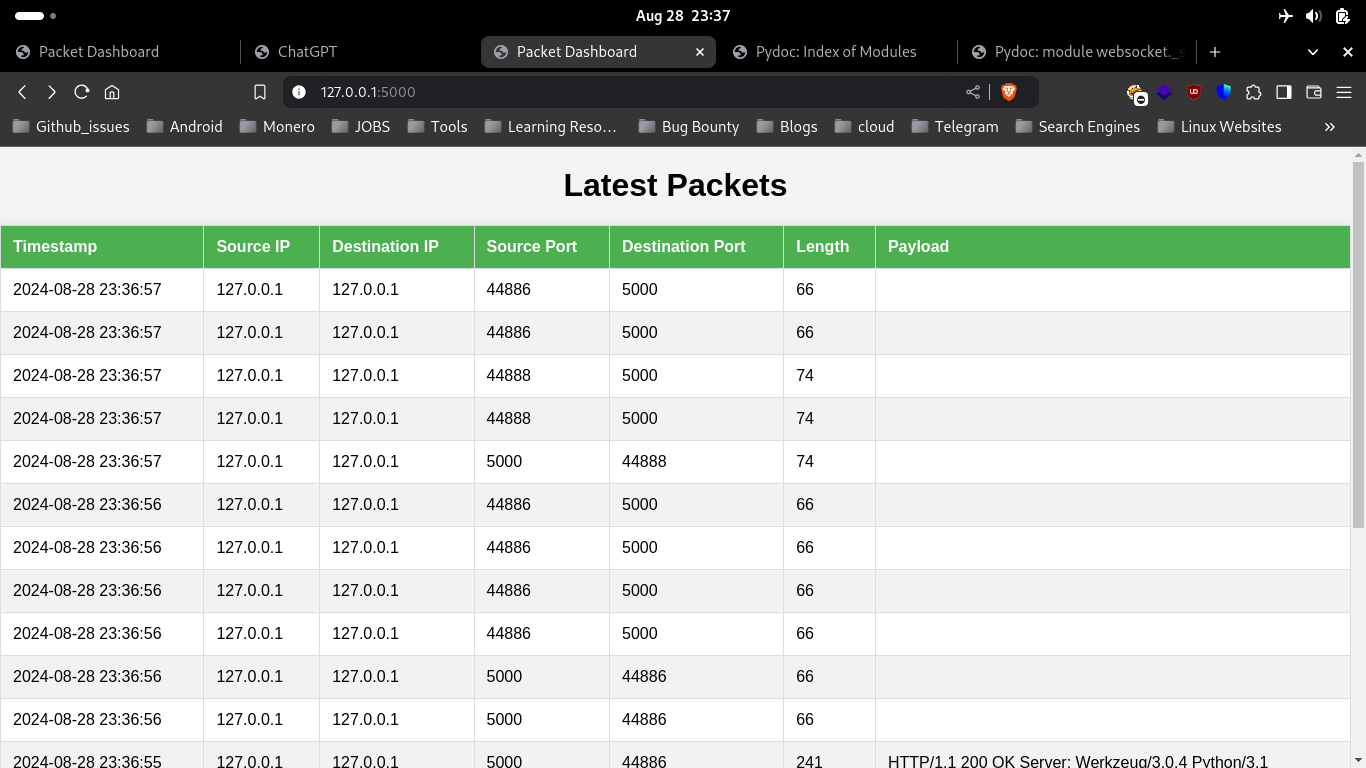 Aug 28 23:37
Packet Dashboard ChatGPT Packet Dashboard Pydoc: Index of Modules Pydoc: module websocket._s
127.0.0.1:5000
Github_issues Android Monero JOBS Tools Learning Reso… Bug Bounty Blogs cloud Telegram Search Engines Linux Websites »
Latest Packets
Timestamp Source IP Destination IP Source Port Destination Port Length Payload
2024-08-28 23:36:57 127.0.0.1 127.0.0.1 44886 5000 66
2024-08-28 23:36:57 127.0.0.1 127.0.0.1 44886 5000 66
2024-08-28 23:36:57 127.0.0.1 127.0.0.1 44888 5000 74
2024-08-28 23:36:57 127.0.0.1 127.0.0.1 44888 5000 74
2024-08-28 23:36:57 127.0.0.1 127.0.0.1 5000 44888 74
2024-08-28 23:36:56 127.0.0.1 127.0.0.1 44886 5000 66
2024-08-28 23:36:56 127.0.0.1 127.0.0.1 44886 5000 66
2024-08-28 23:36:56 127.0.0.1 127.0.0.1 44886 5000 66
2024-08-28 23:36:56 127.0.0.1 127.0.0.1 44886 5000 66
2024-08-28 23:36:56 127.0.0.1 127.0.0.1 5000 44886 66
2024-08-28 23:36:56 127.0.0.1 127.0.0.1 5000 44886 66
2024-08-28 23:36:55 127.0.0.1 127.0.0.1 5000 44886 241 HTTP/1.1 200 OK Server: Werkzeug/3.0.4 Python/3.1